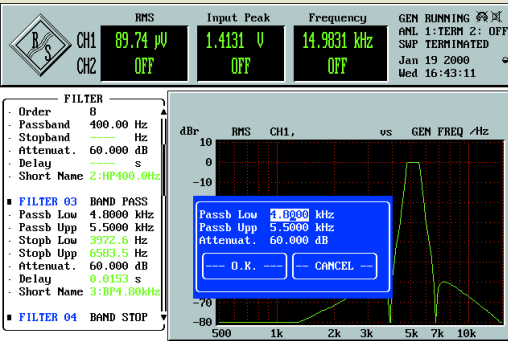 RMS Input Peak Frequency
GEN RUNNING
R S
CH1 89.74 µV 1.4131 V 14.9831 kHz
ANL 1:TERM 2: OFF
SWP TERMINATED
CH2 OFF OFF OFF
Jan 19 2000
Wed 16:43:11
FILTER
Order 8
Passband 400.00 Hz
Stopband ---- Hz
Attenuat. 60.000 dB
Delay ---- s
Short Name 2:HP400.0Hz
FILTER 03 BAND PASS
Passb Low 4.8000 kHz
Passb Upp 5.5000 kHz
Stopb Low 3972.6 Hz
Stopb Upp 6583.5 Hz
Attenuat. 60.000 dB
Delay 0.0153 s
Short Name 3:BP4.80kHz
FILTER 04 BAND STOP
dBr RMS CH1, vs GEN FREQ /Hz
10
0
-10
Passb Low 4.8000 kHz
Passb Upp 5.5000 kHz
Attenuat. 60.000 dB
--- O.K. --- -- CANCEL --
-70
-80
500 1k 2k 3k 5k 7k 10k